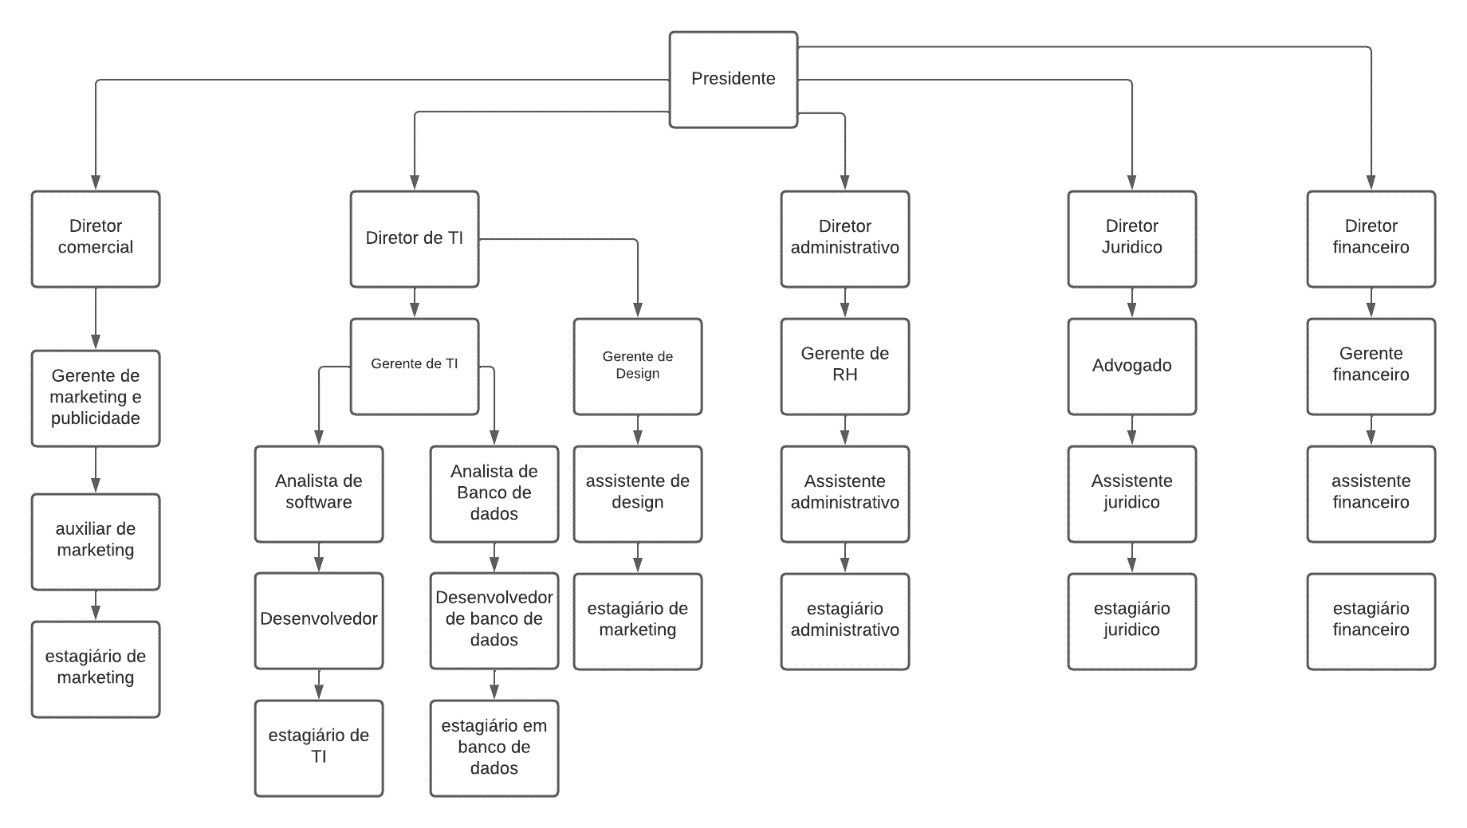 Presidente
Diretor
comercial
Diretor de TI
Diretor
administrativo
Diretor
Juridico
Diretor
financeiro
Gerente de
marketing e
publicidade
Gerente de TI
Gerente de
Design
Gerente de
RH
Advogado
Gerente
financeiro
auxiliar de
marketing
Analista de
software
Analista de
Banco de
dados
assistente de
design
Assistente
administrativo
Assistente
juridico
assistente
financeiro
estagiário de
marketing
Desenvolvedor
Desenvolvedor
de banco de
dados
estagiário de
marketing
estagiário
administrativo
estagiário
juridico
estagiário
financeiro
estagiário de
TI
estagiário em
banco de
dados